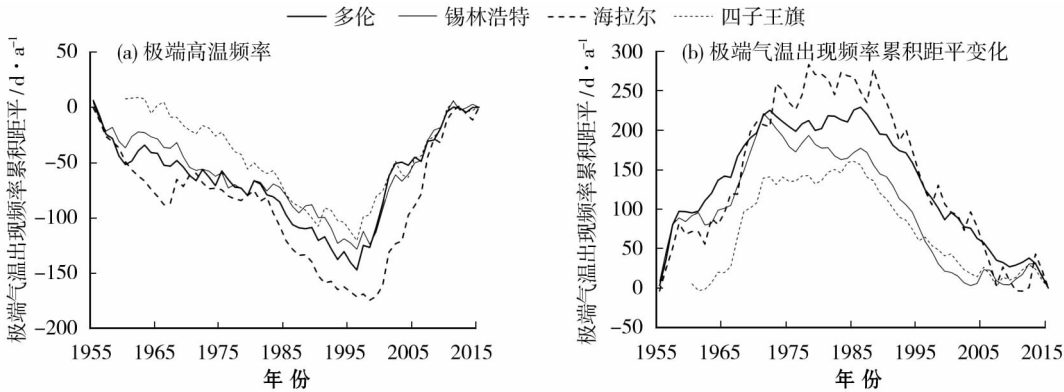 多伦 锡林浩特 海拉尔 四子王旗
(a) 极端高温频率
极端气温出现频率累积距平/d·a⁻¹
50
0
-50
-100
-150
-200
1955 1965 1975 1985 1995 2005 2015
年份
(b) 极端气温出现频率累积距平变化
极端气温出现频率累积距平/d·a⁻¹
300
250
200
150
100
50
0
-50
1955 1965 1975 1985 1995 2005 2015
年份